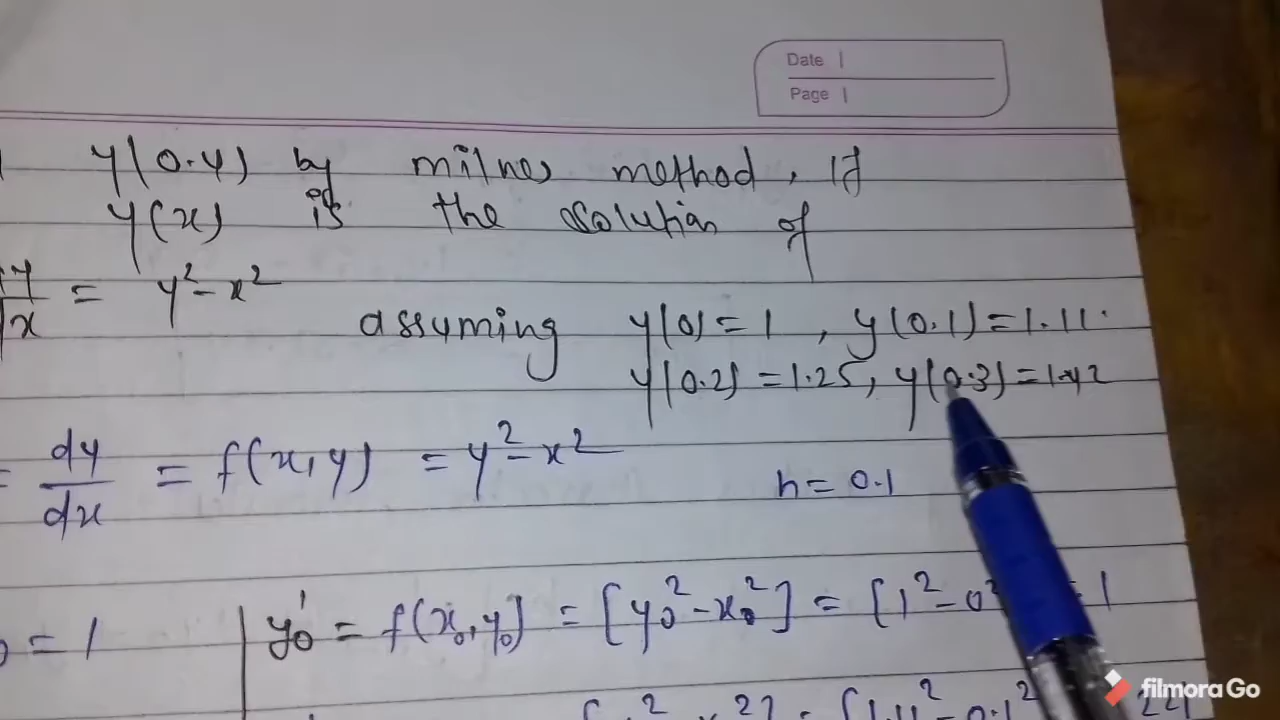 Date
Page
y(0.4) by milnes method, if
y(x) is the solution of
dy/dx = y² - x²
assuming y(0) = 1, y(0.1) = 1.11
y(0.2) = 1.25, y(0.3) = 1.42
= dy/dx = f(x,y) = y² - x²
h = 0.1
= 1 y₀' = f(x₀,y₀] = [y₀² - x₀²] = [1² - 0² = 1
filmora Go